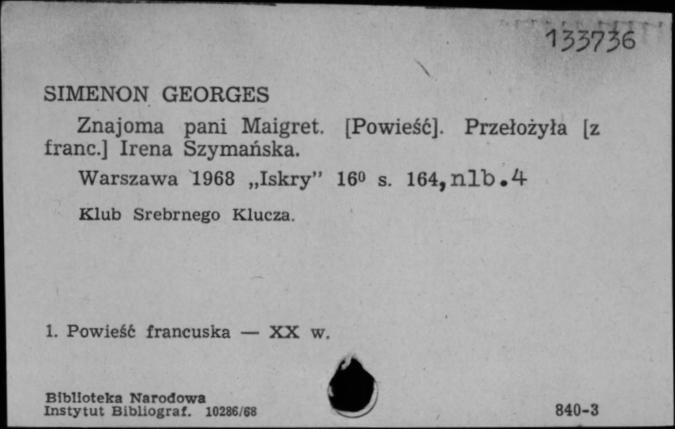 133736
SIMENON GEORGES
Znajoma pani Maigret. [Powieść]. Przełożyła [z
franc.] Irena Szymańska.
Warszawa 1968 „Iskry” 16⁰ s. 164, nlb.4
Klub Srebrnego Klucza.
1. Powieść francuska — XX w.
Biblioteka Narodowa
Instytut Bibliograf. 10286/68
840-3